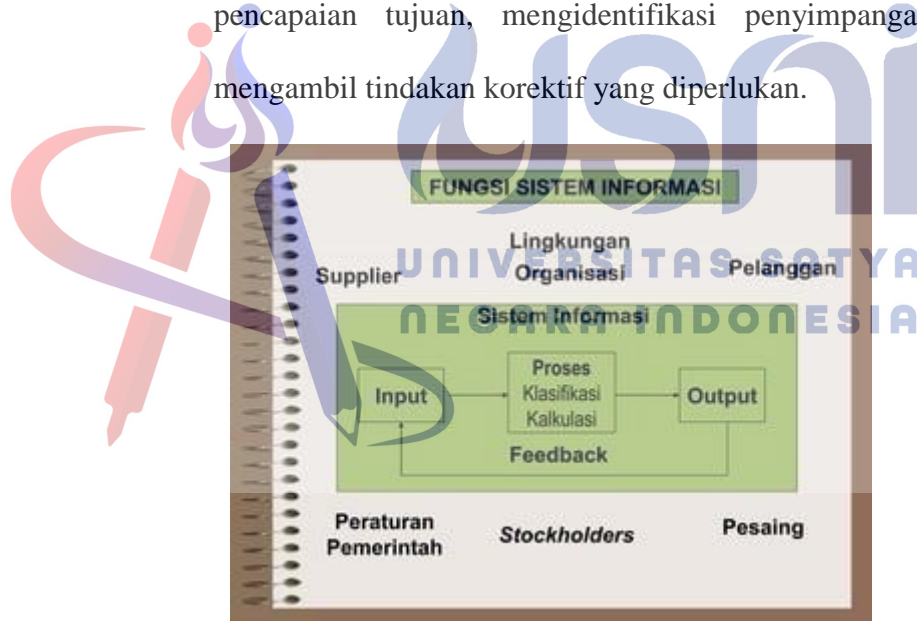 pencapaian tujuan, mengidentifikasi penyimpanga
mengambil tindakan korektif yang diperlukan.
usni
UNIVERSITAS SATYA
NEGARA INDONESIA
FUNGSI SISTEM INFORMASI
Lingkungan
Organisasi
Supplier
Pelanggan
Sistem Informasi
Input
Proses
Klasifikasi
Kalkulasi
Output
Feedback
Peraturan
Pemerintah
Stockholders
Pesaing